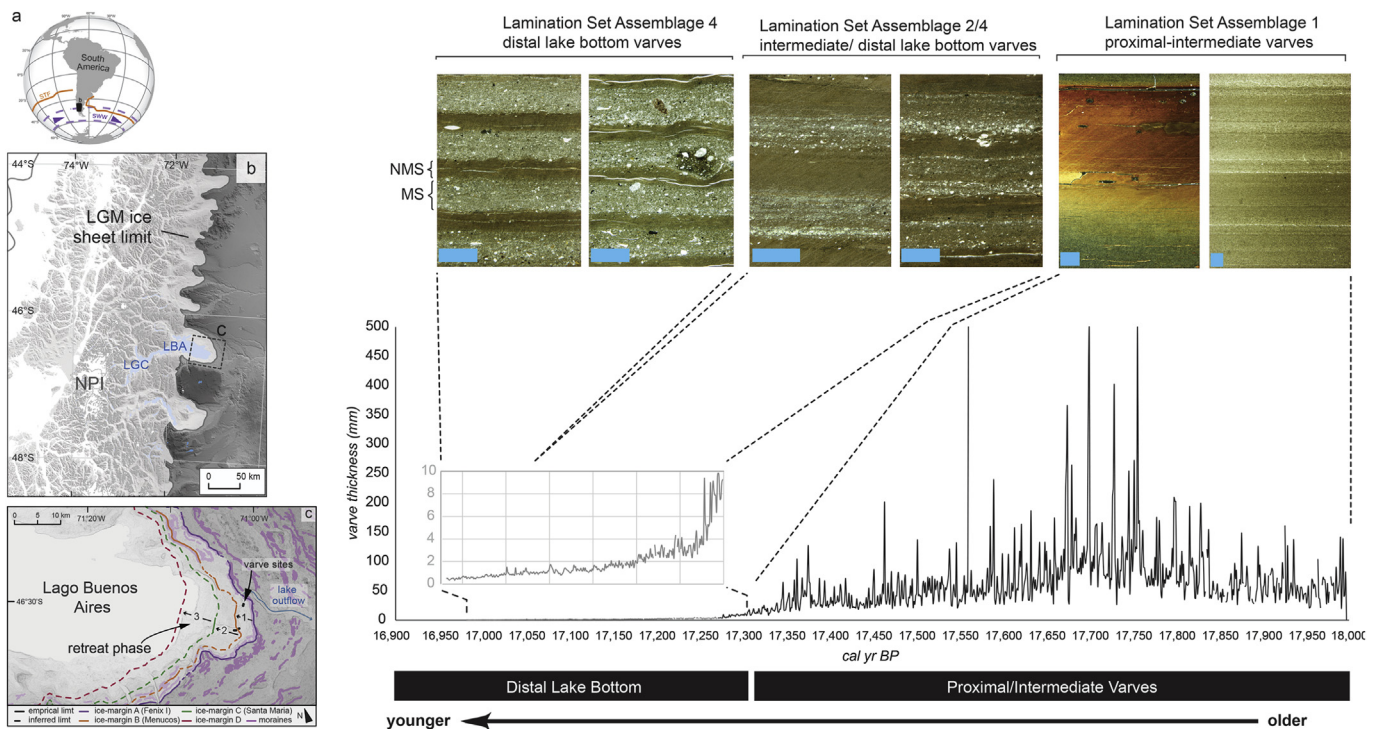 a
South
America
STF
b
SWW
74°W
72°W
44°S
b
LGM ice
sheet limit
46°S
C
LBA
LGC
NPI
48°S
0 50 km
0 5 10 km
71°20'W
71°00'W
c
varve sites
Lago Buenos
Aires
46°30'S
lake
outflow
1
2
3
retreat phase
emprical limt
ice-margin A (Fenix I)
ice-margin C (Santa Maria)
inferred limt
ice-margin B (Menucos)
ice-margin D
moraines
N
Lamination Set Assemblage 4
distal lake bottom varves
Lamination Set Assemblage 2/4
intermediate/ distal lake bottom varves
Lamination Set Assemblage 1
proximal-intermediate varves
NMS
MS
500
450
400
350
300
250
200
150
100
50
0
varve thickness (mm)
10
8
6
4
2
0
16,900 16,950 17,000 17,050 17,100 17,150 17,200 17,250 17,300 17,350 17,400 17,450 17,500 17,550 17,600 17,650 17,700 17,750 17,800 17,850 17,900 17,950 18,000
cal yr BP
Distal Lake Bottom
Proximal/Intermediate Varves
younger
older